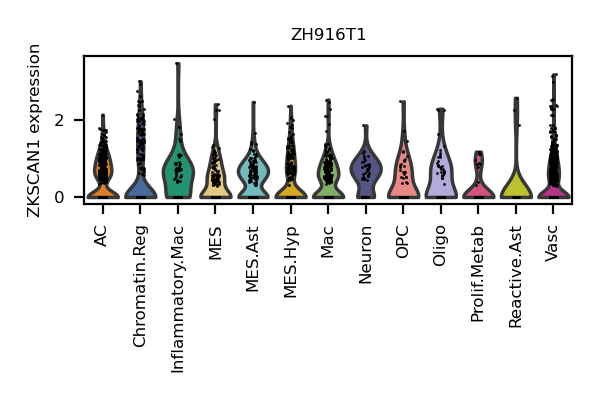 ZH916T1
ZKSCAN1 expression
2
0
AC
Chromatin.Reg
Inflammatory.Mac
MES
MES.Ast
MES.Hyp
Mac
Neuron
OPC
Oligo
Prolif.Metab
Reactive.Ast
Vasc